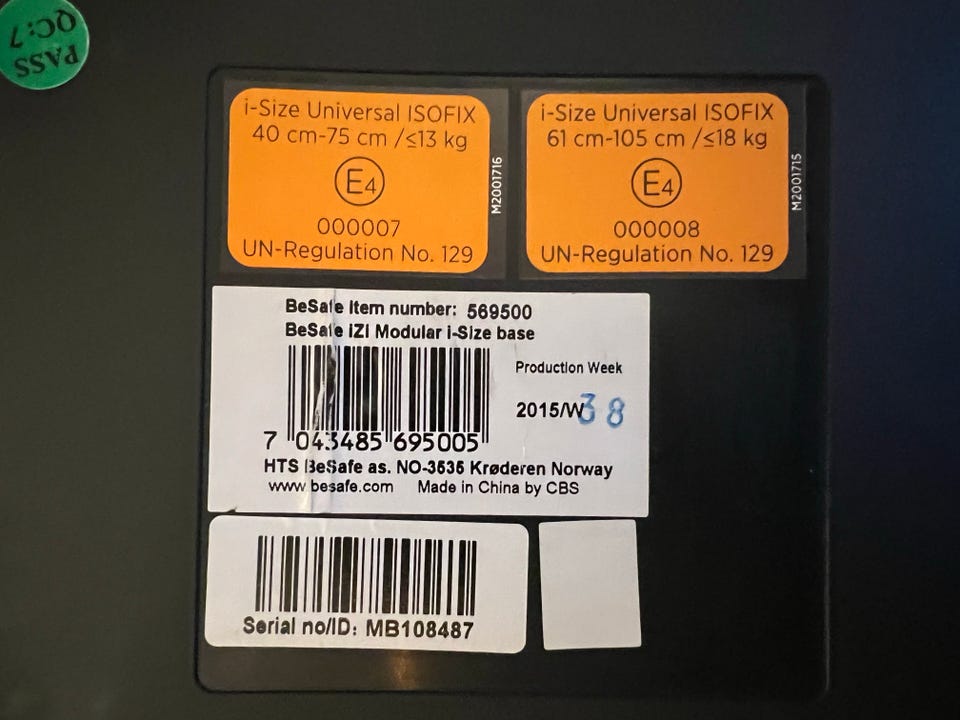 PASS
QC:7
i-Size Universal ISOFIX
40 cm-75 cm /≤13 kg
E4
000007
UN-Regulation No. 129
M2001716
i-Size Universal ISOFIX
61 cm-105 cm /≤18 kg
E4
000008
UN-Regulation No. 129
M2001715
BeSafe Item number: 569500
BeSafe iZi Modular i-Size base
Production Week
2015/W38
7 043485 695005
HTS BeSafe as. NO-3535 Krøderen Norway
www.besafe.com Made in China by CBS
Serial no/ID: MB108487